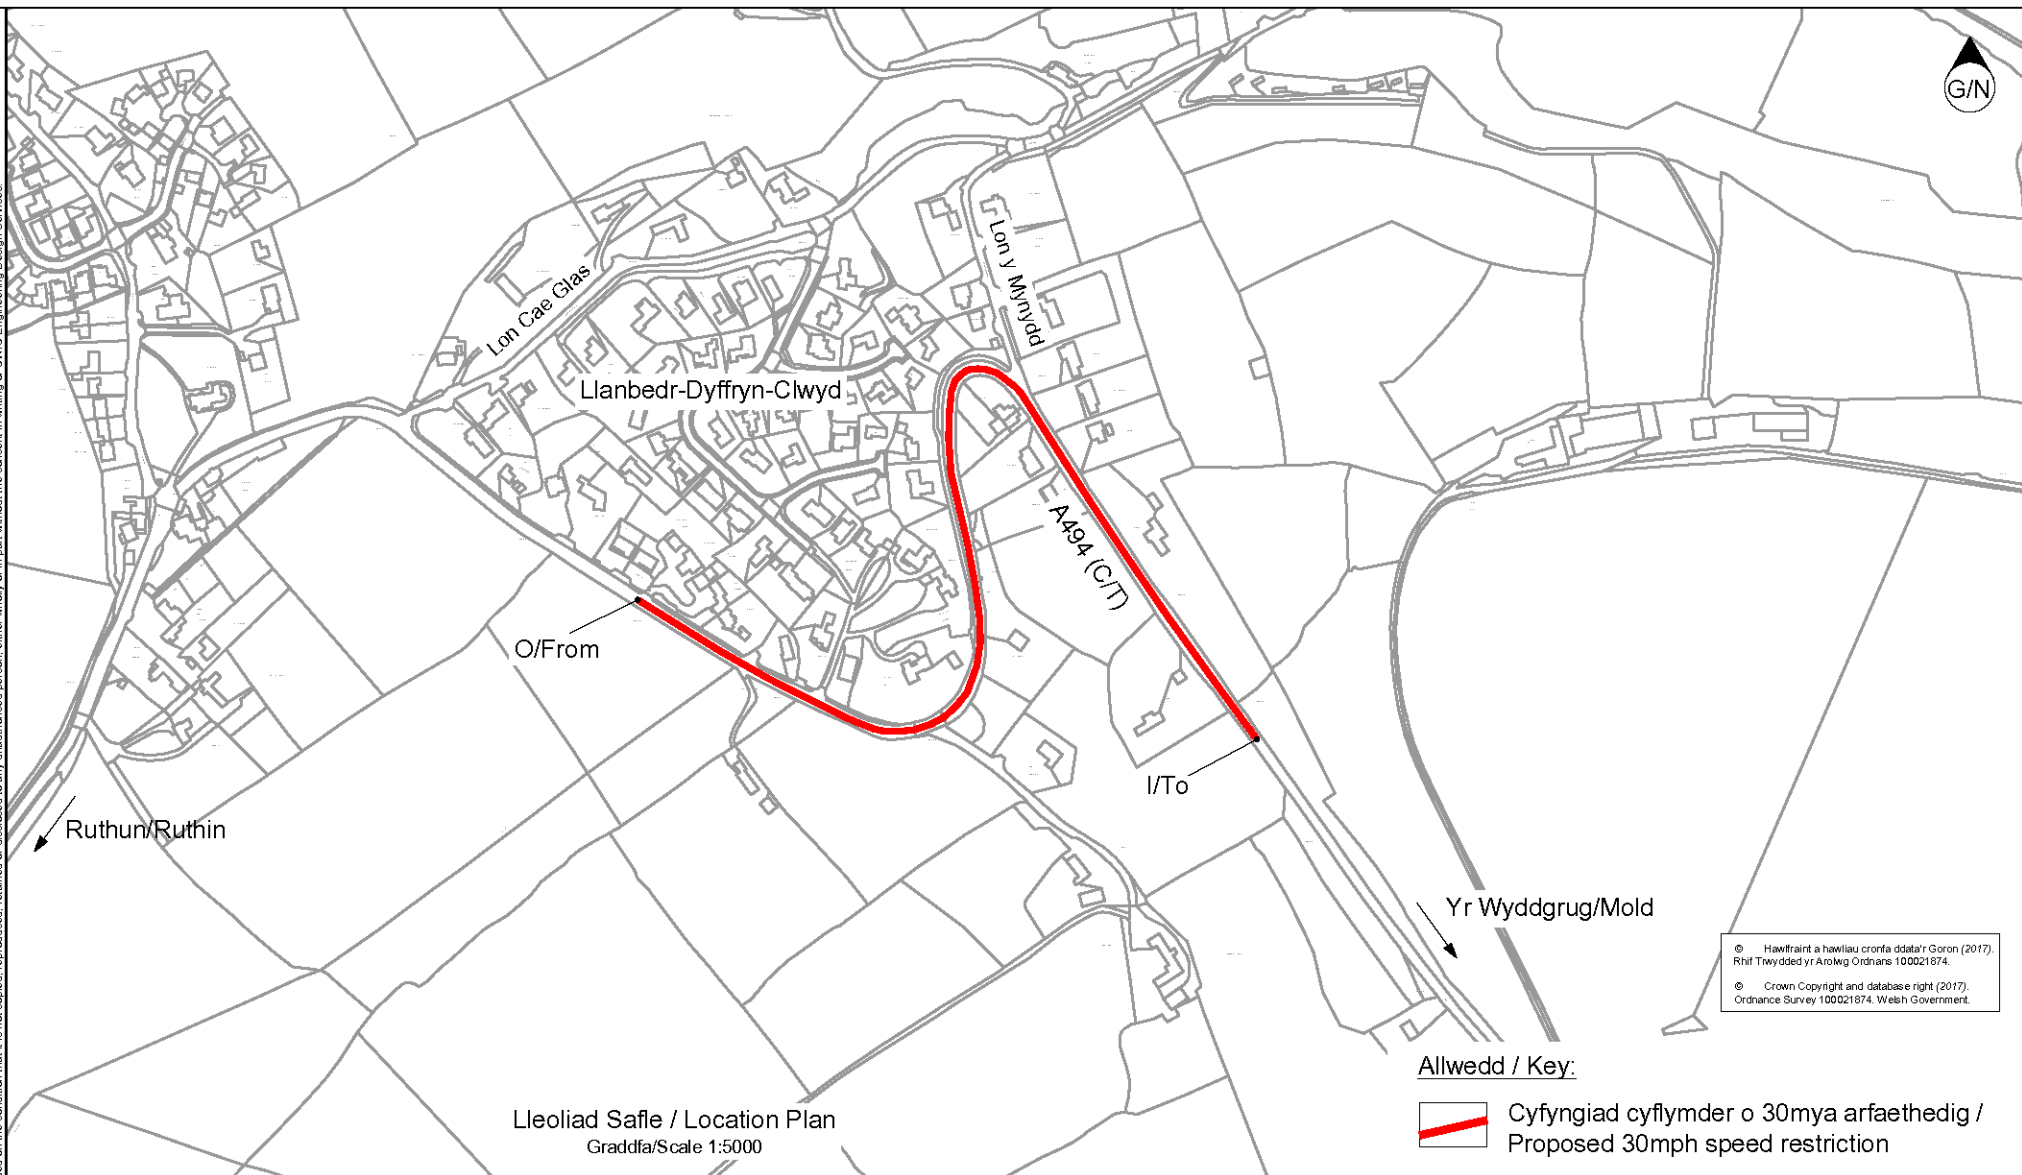 G/N
Lon y Mynydd
Lon Cae Glas
Llanbedr-Dyffryn-Clwyd
A494 (C/T)
O/From
I/To
Ruthun/Ruthin
Yr Wyddgrug/Mold
© Hawlfraint a hawliau cronfa ddata'r Goron (2017).
Rhif Trwydded yr Arolwg Ordnans 100021874.
© Crown Copyright and database right (2017).
Ordnance Survey 100021874. Welsh Government.
Allwedd / Key:
Cyfyngiad cyflymder o 30mya arfaethedig /
Proposed 30mph speed restriction
Lleoliad Safle / Location Plan
Graddfa/Scale 1:5000